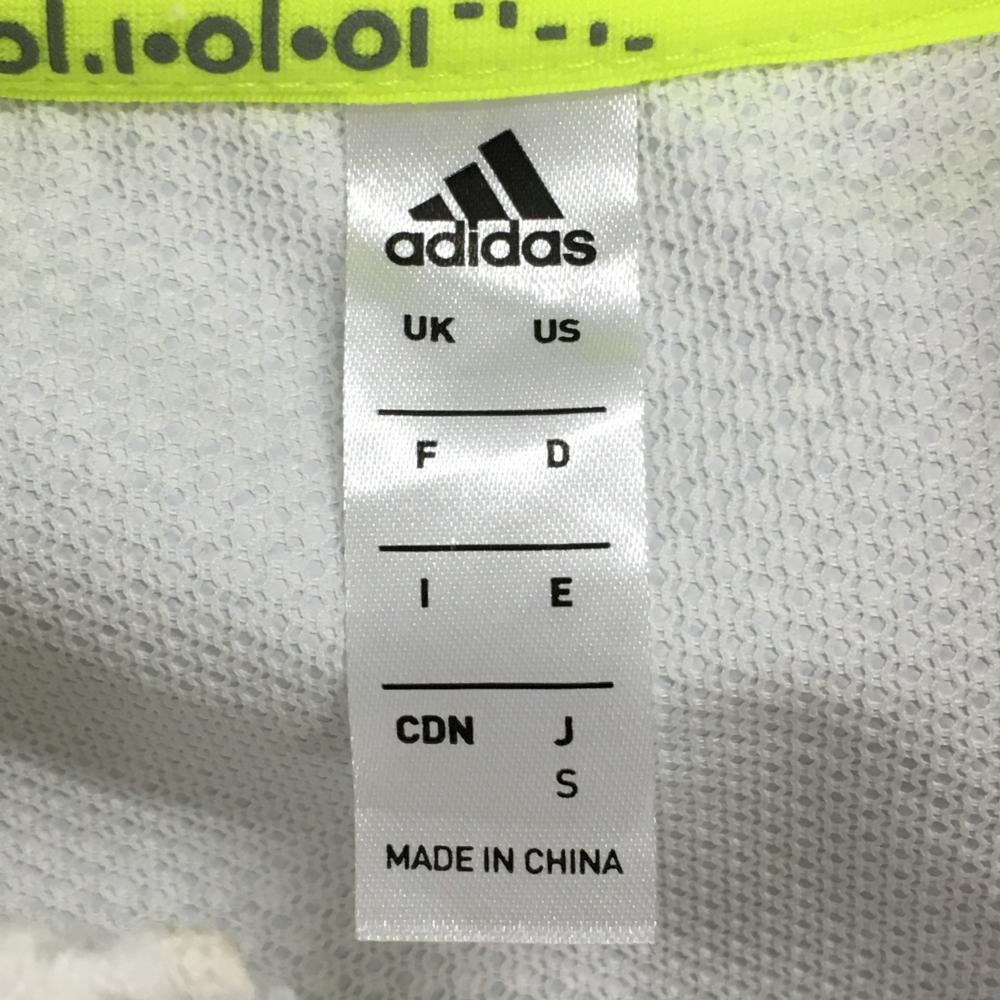 adidas
UK US
F D
I E
CDN J
S
MADE IN CHINA